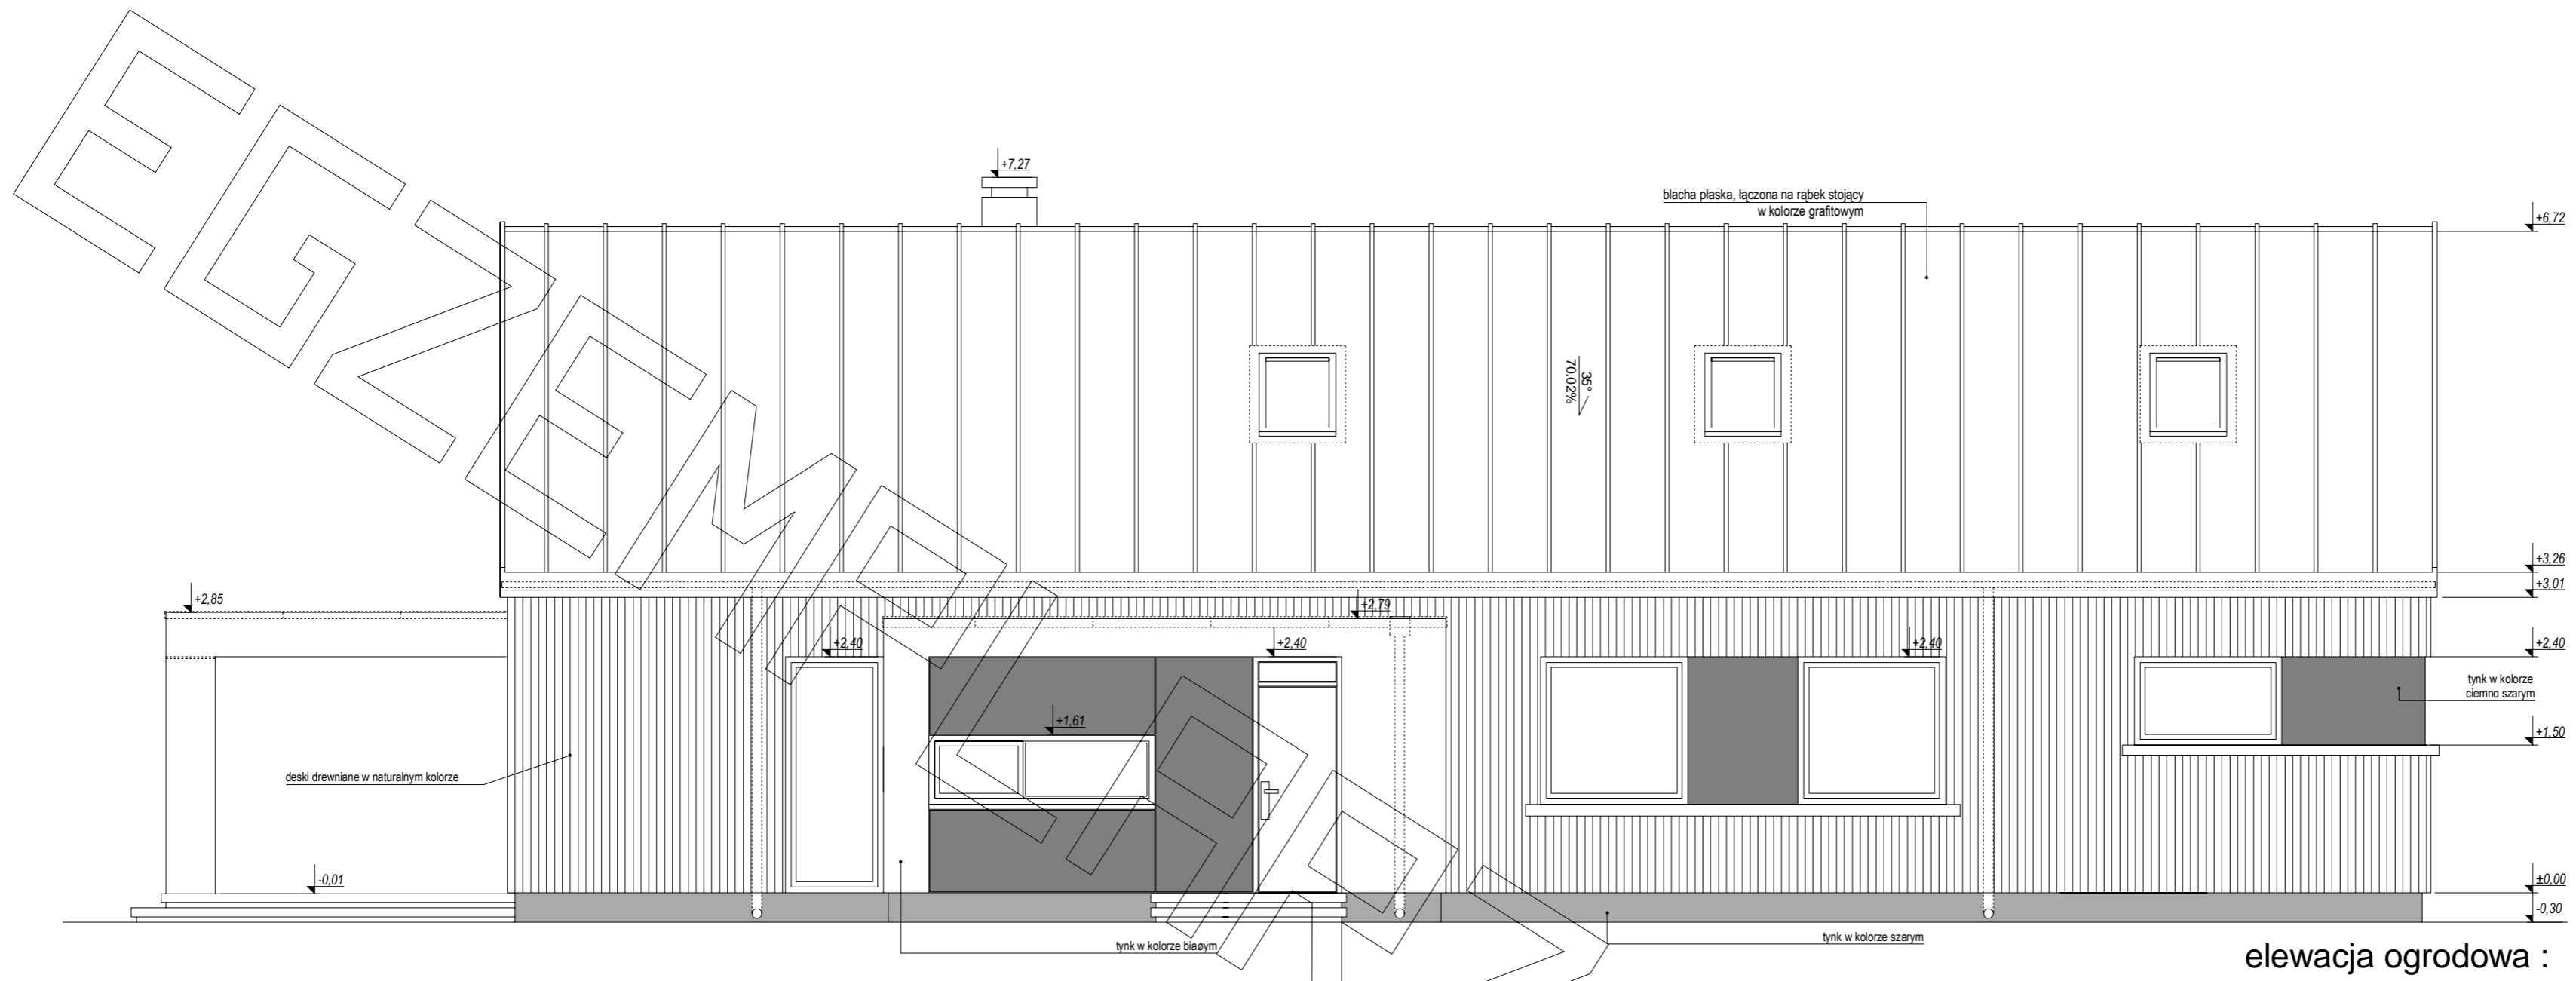 +7,27
blacha płaska, łączona na rąbek stojący
w kolorze grafitowym
+6,72
35°
70.02%
+3,26
+3,01
+2,85
+2,79
+2,40
+2,40
+2,40
+2,40
tynk w kolorze
ciemno szarym
+1,61
+1,50
deski drewniane w naturalnym kolorze
-0,01
±0,00
-0,30
tynk w kolorze biaøym
tynk w kolorze szarym
elewacja ogrodowa :